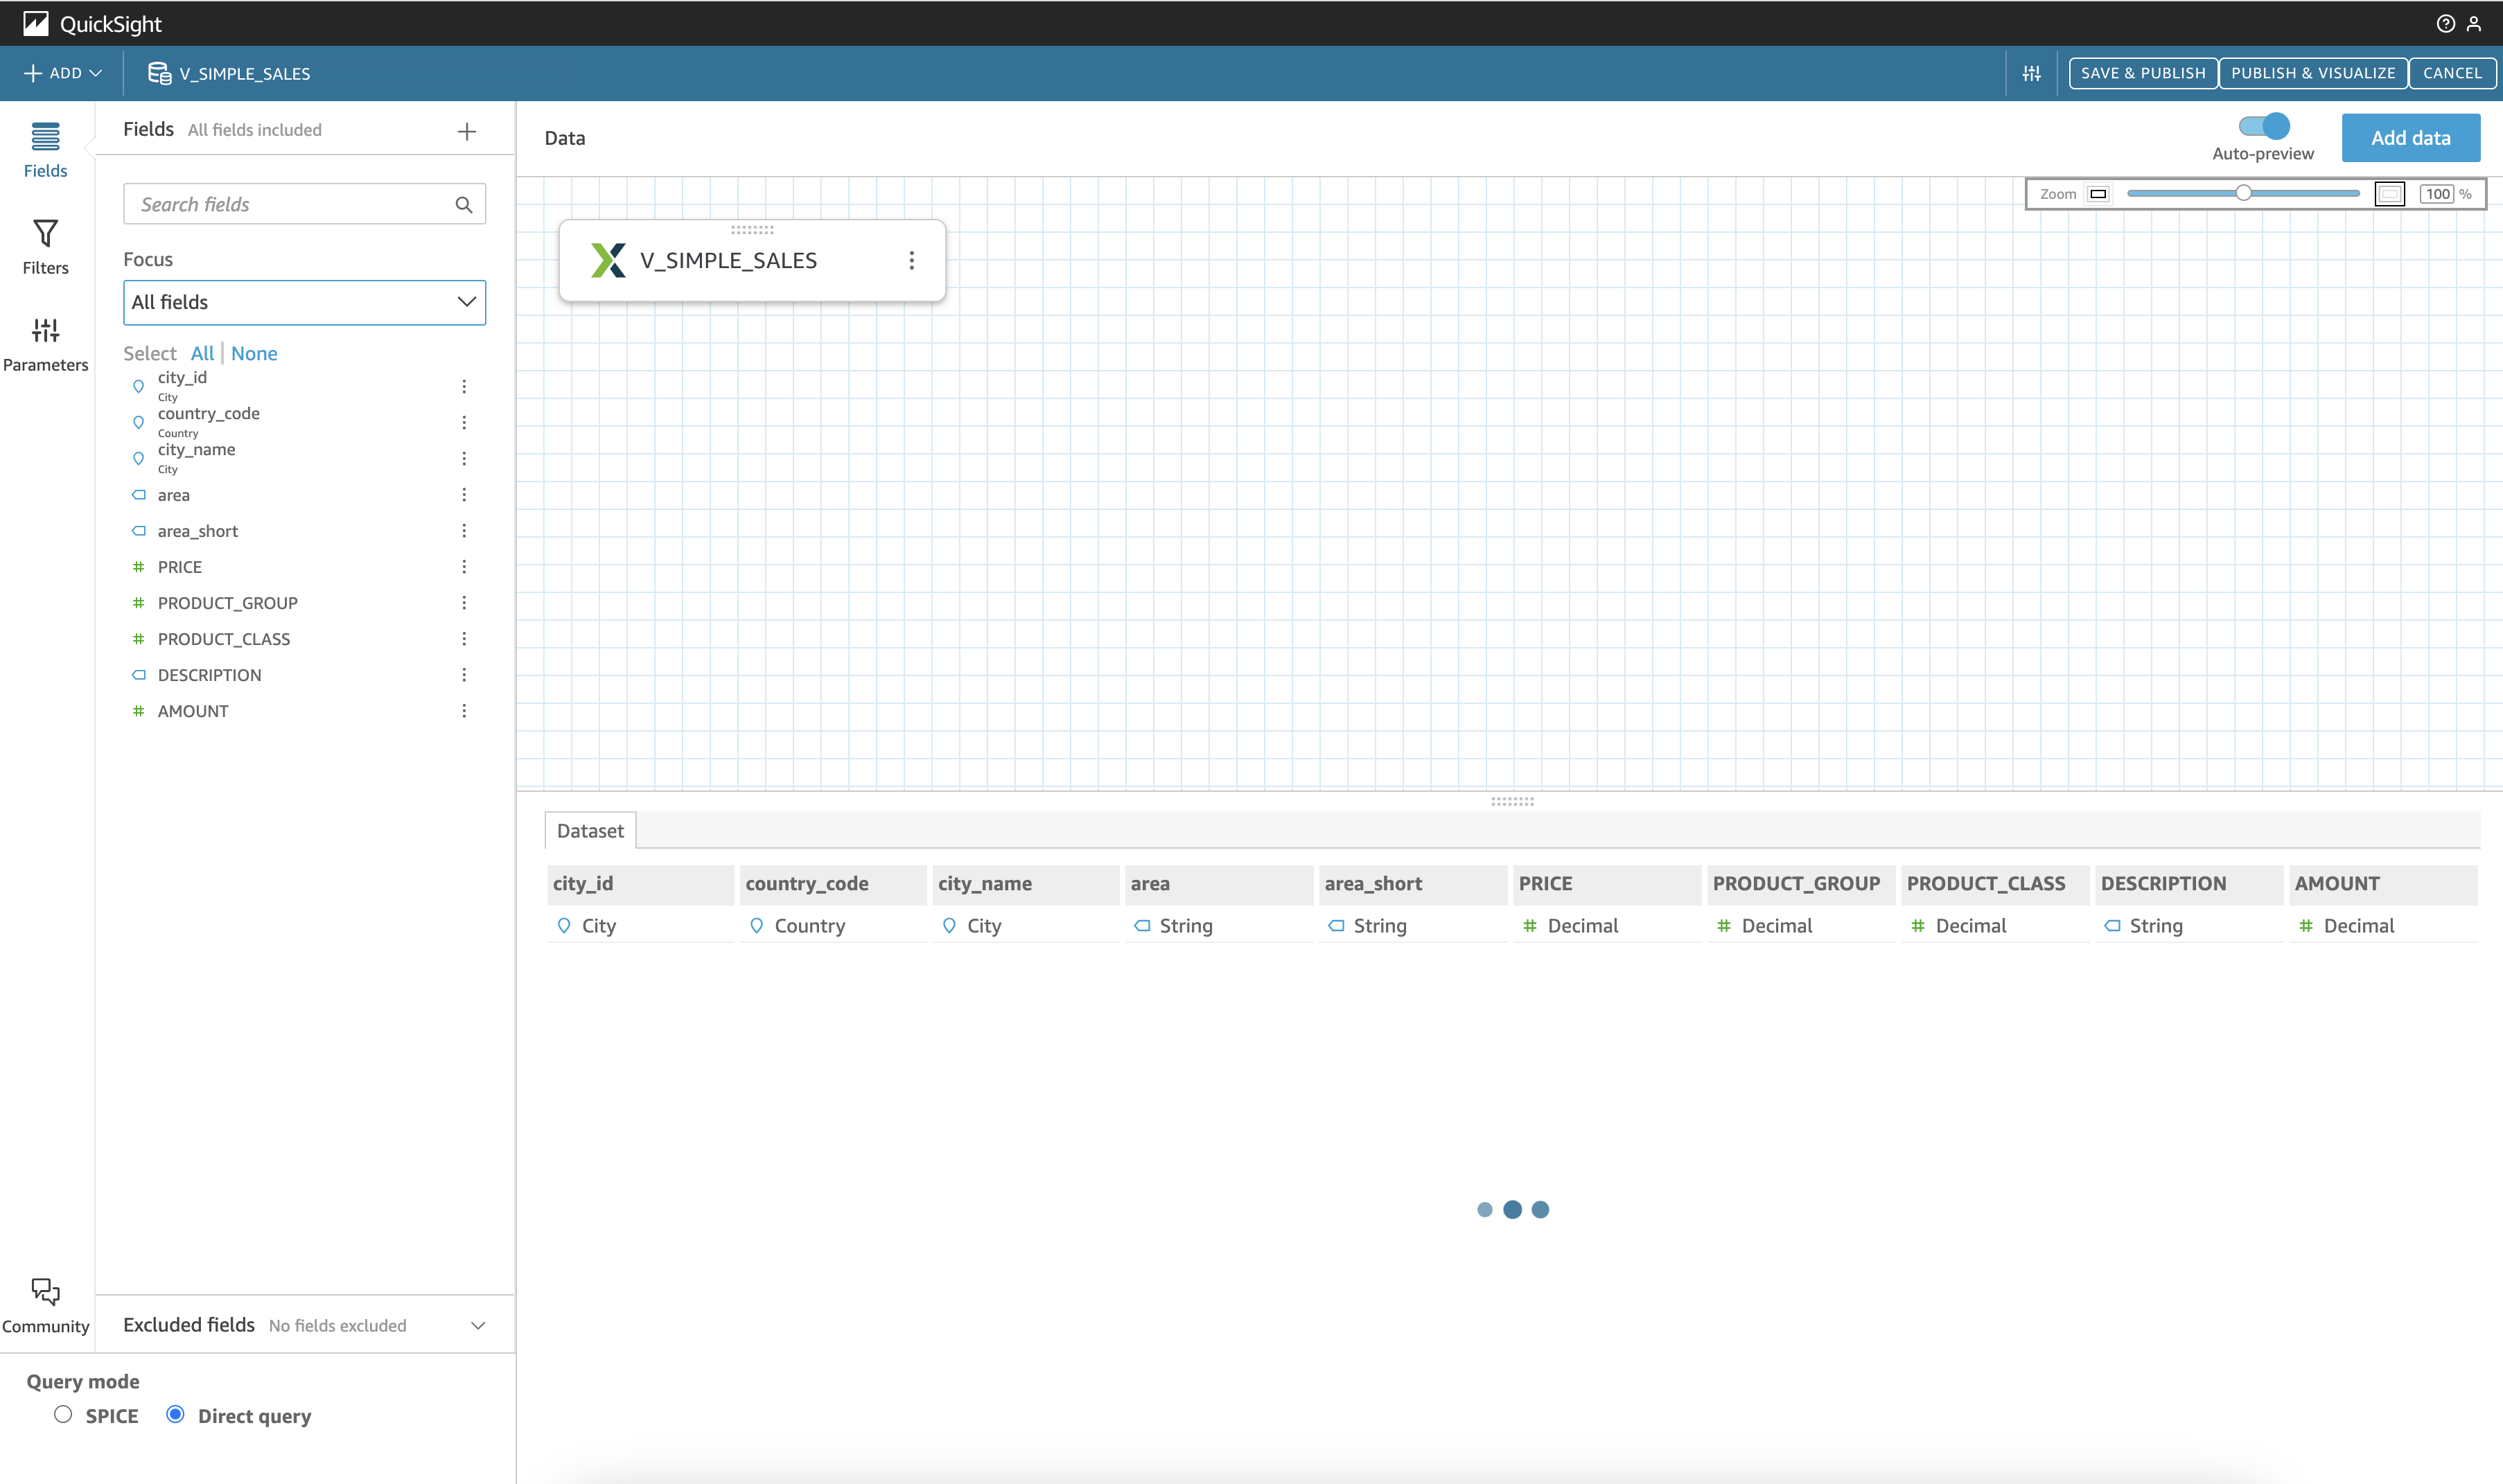 QuickSight
ADD
V_SIMPLE_SALES
SAVE & PUBLISH
PUBLISH & VISUALIZE
CANCEL
Fields
Filters
Parameters
Community
Fields All fields included
Search fields
Focus
All fields
Select All None
city_id
City
country_code
Country
city_name
City
area
area_short
PRICE
PRODUCT_GROUP
PRODUCT_CLASS
DESCRIPTION
AMOUNT
Excluded fields No fields excluded
Query mode
SPICE Direct query
Data
Auto-preview
Add data
Zoom 100 %
V_SIMPLE_SALES
Dataset
city_id country_code city_name area area_short PRICE PRODUCT_GROUP PRODUCT_CLASS DESCRIPTION AMOUNT
City Country City String String Decimal Decimal Decimal String Decimal